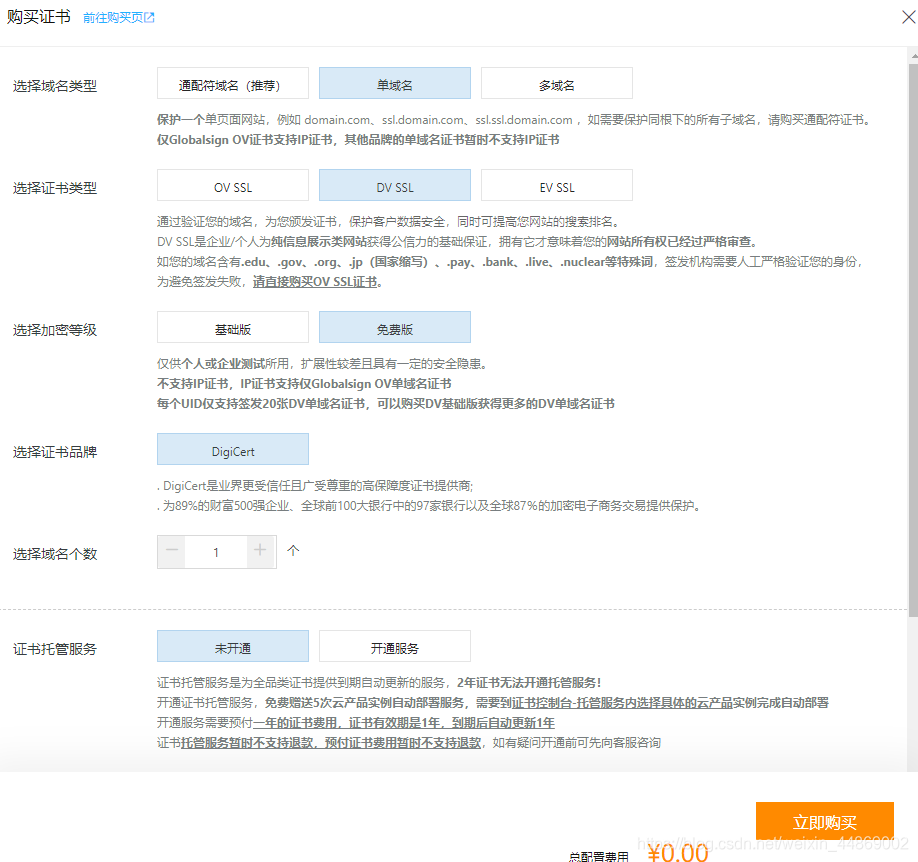 购买证书 前往购买页
选择域名类型 通配符域名（推荐） 单域名 多域名
保护一个单页面网站，例如 domain.com、ssl.domain.com、ssl.ssl.domain.com ，如需要保护同根下的所有子域名，请购买通配符证书。
仅Globalsign OV证书支持IP证书，其他品牌的单域名证书暂时不支持IP证书
选择证书类型 OV SSL DV SSL EV SSL
通过验证您的域名，为您颁发证书，保护客户数据安全，同时可提高您网站的搜索排名。
DV SSL是企业/个人为纯信息展示类网站获得公信力的基础保证，拥有它才意味着您的网站所有权已经过严格审查。
如您的域名含有.edu、.gov、.org、.jp（国家缩写）、.pay、.bank、.live、.nuclear等特殊词，签发机构需要人工严格验证您的身份，
为避免签发失败，请直接购买OV SSL证书。
选择加密等级 基础版 免费版
仅供个人或企业测试所用，扩展性较差且具有一定的安全隐患。
不支持IP证书，IP证书支持仅Globalsign OV单域名证书
每个UID仅支持签发20张DV单域名证书，可以购买DV基础版获得更多的DV单域名证书
选择证书品牌 DigiCert
. DigiCert是业界更受信任且广受尊重的高保障度证书提供商;
. 为89%的财富500强企业、全球前100大银行中的97家银行以及全球87％的加密电子商务交易提供保护。
选择域名个数 − 1 + 个
证书托管服务 未开通 开通服务
证书托管服务是为全品类证书提供到期自动更新的服务，2年证书无法开通托管服务！
开通证书托管服务，免费赠送5次云产品实例自动部署服务，需要到证书控制台-托管服务内选择具体的云产品实例完成自动部署
开通服务需要预付一年的证书费用，证书有效期是1年，到期后自动更新1年
证书托管服务暂时不支持退款，预付证书费用暂时不支持退款，如有疑问开通前可先向客服咨询
立即购买
https://blog.csdn.net/weixin_44869002
总配置费用 ¥0.00